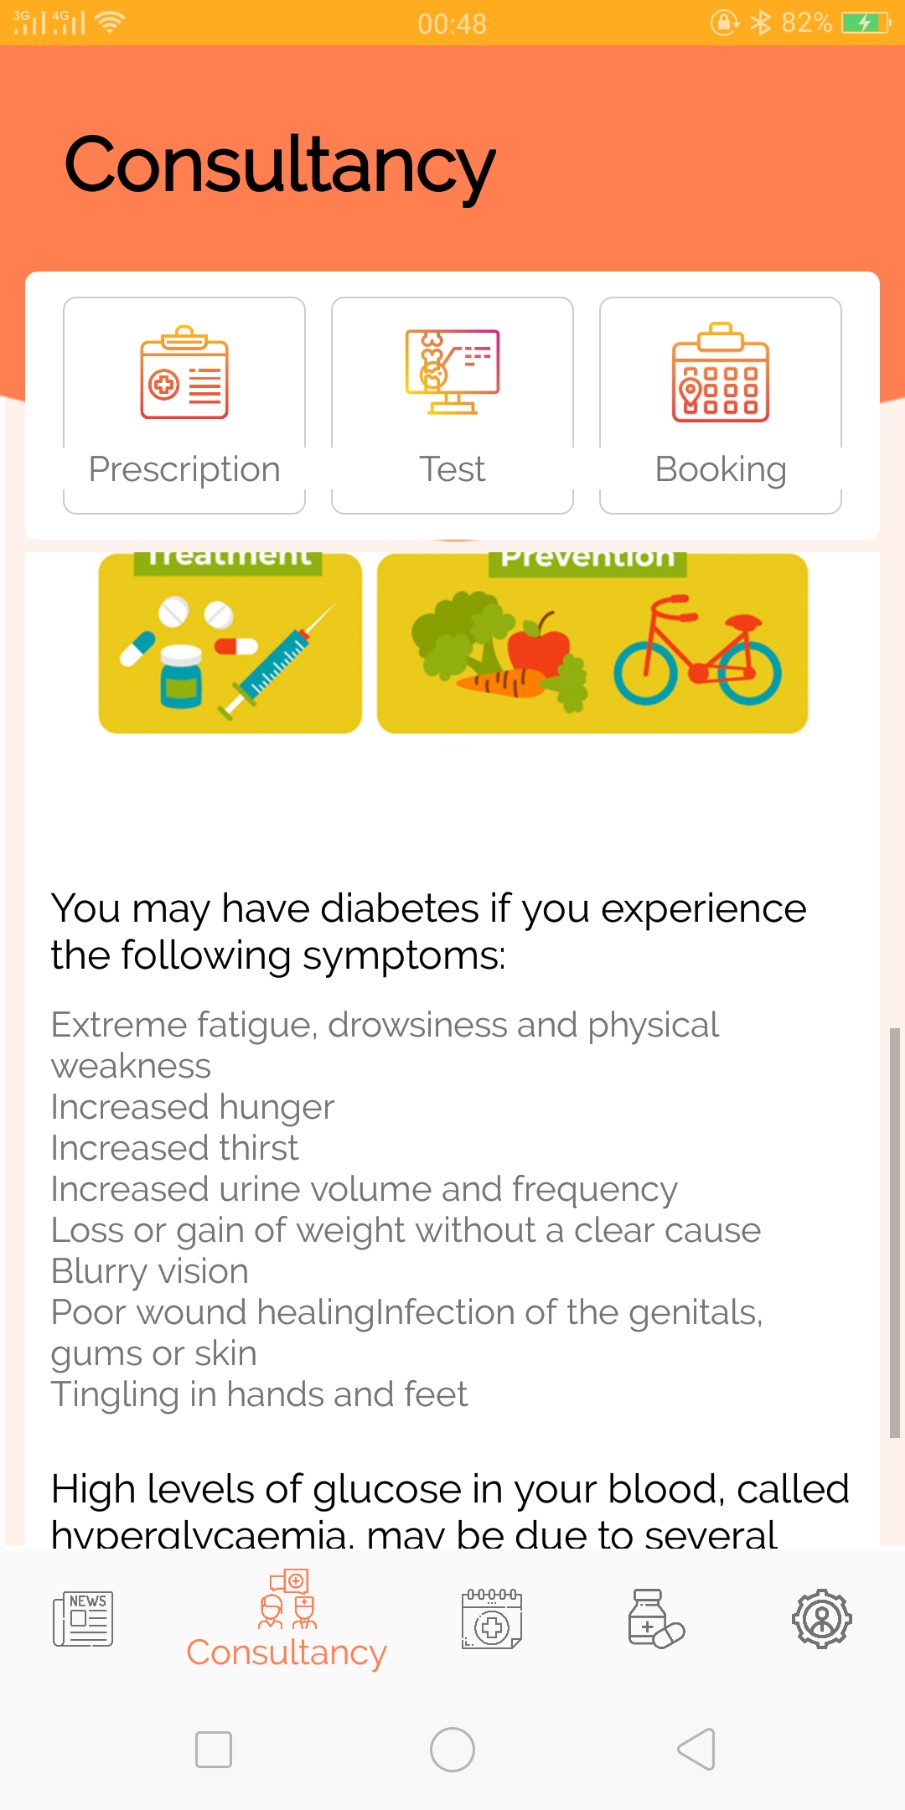 3G 4G 00:48 82%
Consultancy
Prescription Test Booking
Treatment Prevention
You may have diabetes if you experience
the following symptoms:
Extreme fatigue, drowsiness and physical
weakness
Increased hunger
Increased thirst
Increased urine volume and frequency
Loss or gain of weight without a clear cause
Blurry vision
Poor wound healingInfection of the genitals,
gums or skin
Tingling in hands and feet
High levels of glucose in your blood, called
hyperglycaemia, may be due to several
NEWS
Consultancy